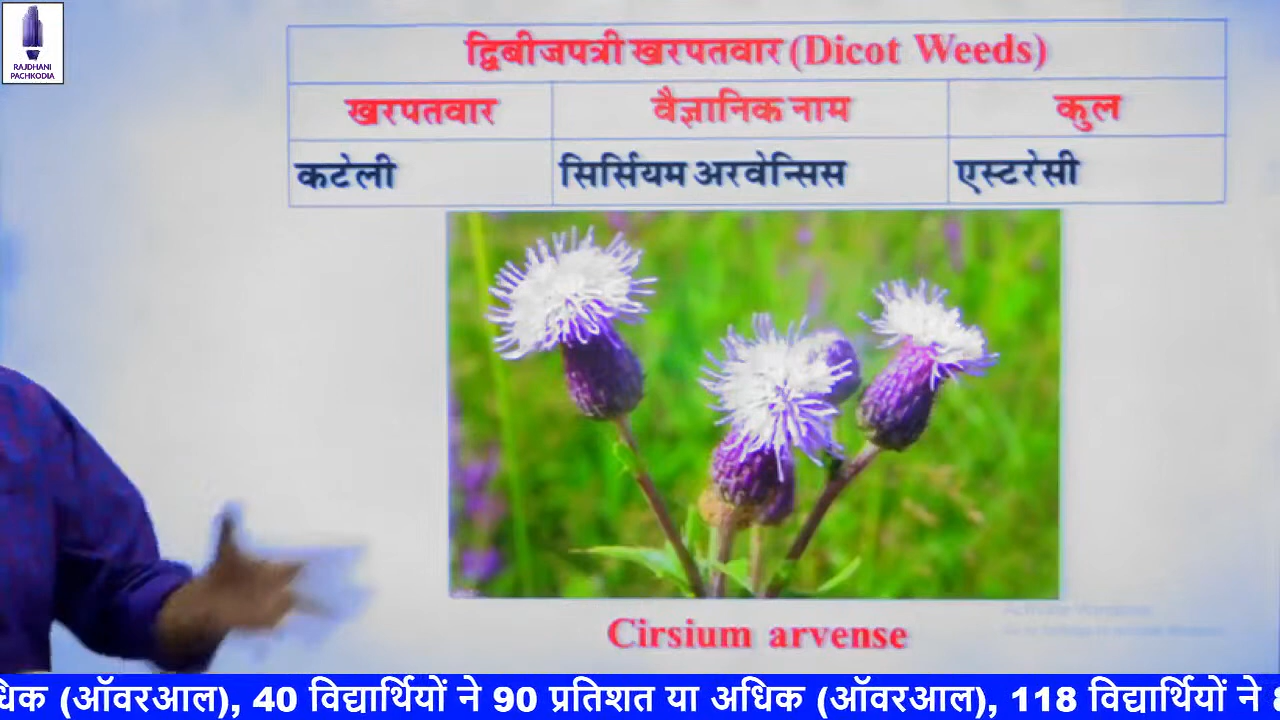 RAJDHANI
PACHKODIA
द्विबीजपत्री खरपतवार (Dicot Weeds)
खरपतवार वैज्ञानिक नाम कुल
कटेली सिर्सियम अरवेन्सिस एस्टरेसी
Cirsium arvense
(ऑवरआल), 40 विद्यार्थियों ने 90 प्रतिशत या अधिक (ऑवरआल), 118 विद्यार्थियों ने